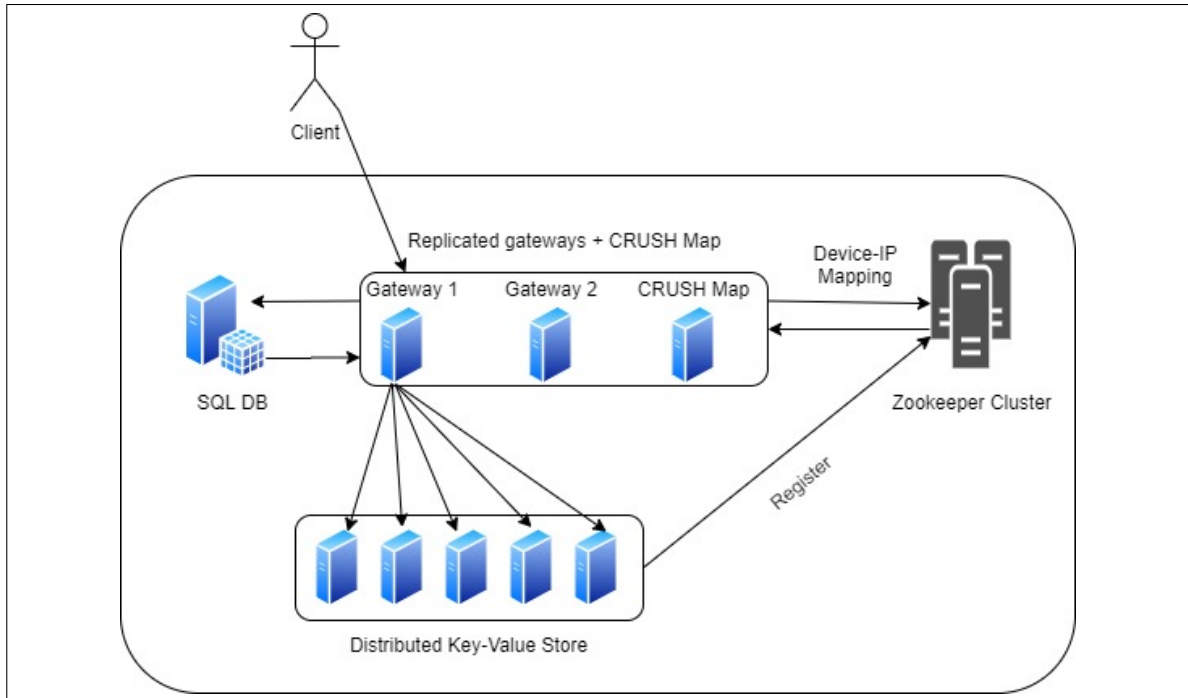 Client
Replicated gateways + CRUSH Map
Device-IP
Mapping
Gateway 1
Gateway 2
CRUSH Map
SQL DB
Zookeeper Cluster
Register
Distributed Key-Value Store